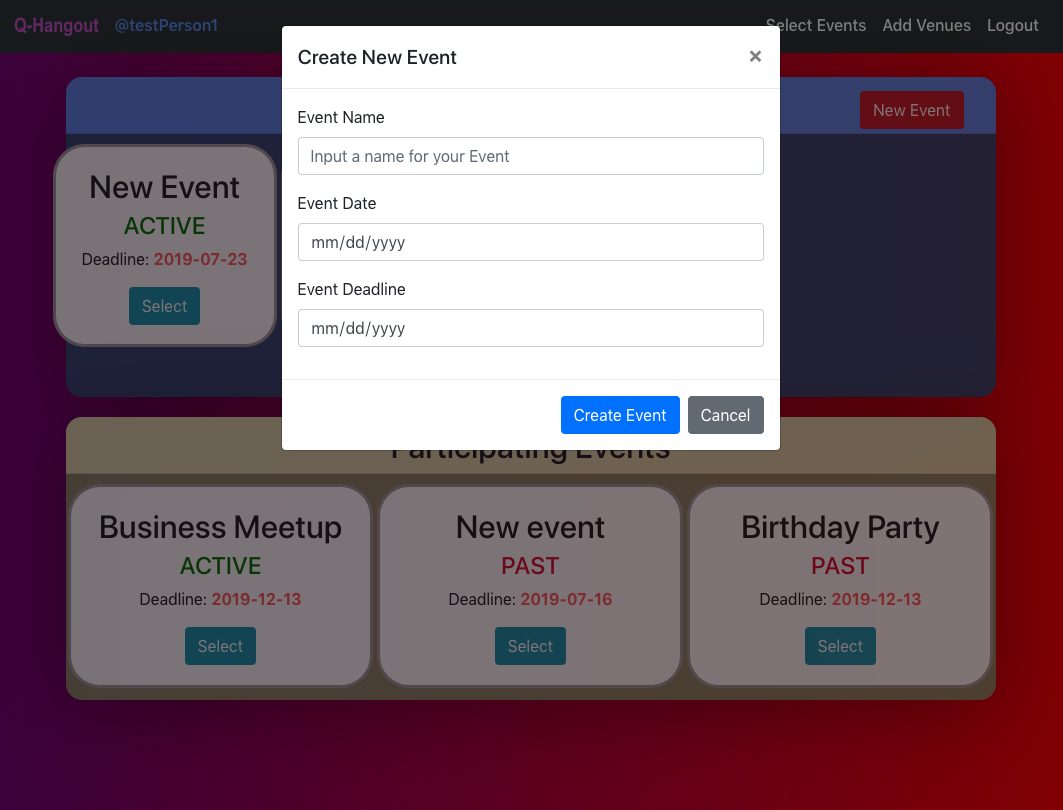 Q-Hangout @testPerson1 Select Events Add Venues Logout
Create New Event ×
New Event
Event Name
Input a name for your Event
Event Date
mm/dd/yyyy
Event Deadline
mm/dd/yyyy
Create Event Cancel
New Event
ACTIVE
Deadline: 2019-07-23
Select
Participating Events
Business Meetup
ACTIVE
Deadline: 2019-12-13
Select
New event
PAST
Deadline: 2019-07-16
Select
Birthday Party
PAST
Deadline: 2019-12-13
Select